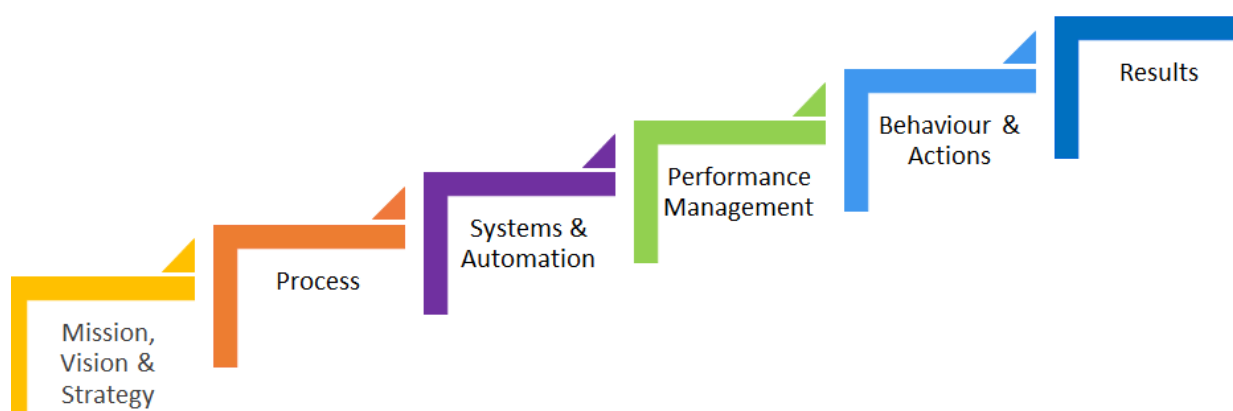 Mission,
Vision &
Strategy
Process
Systems &
Automation
Performance
Management
Behaviour &
Actions
Results